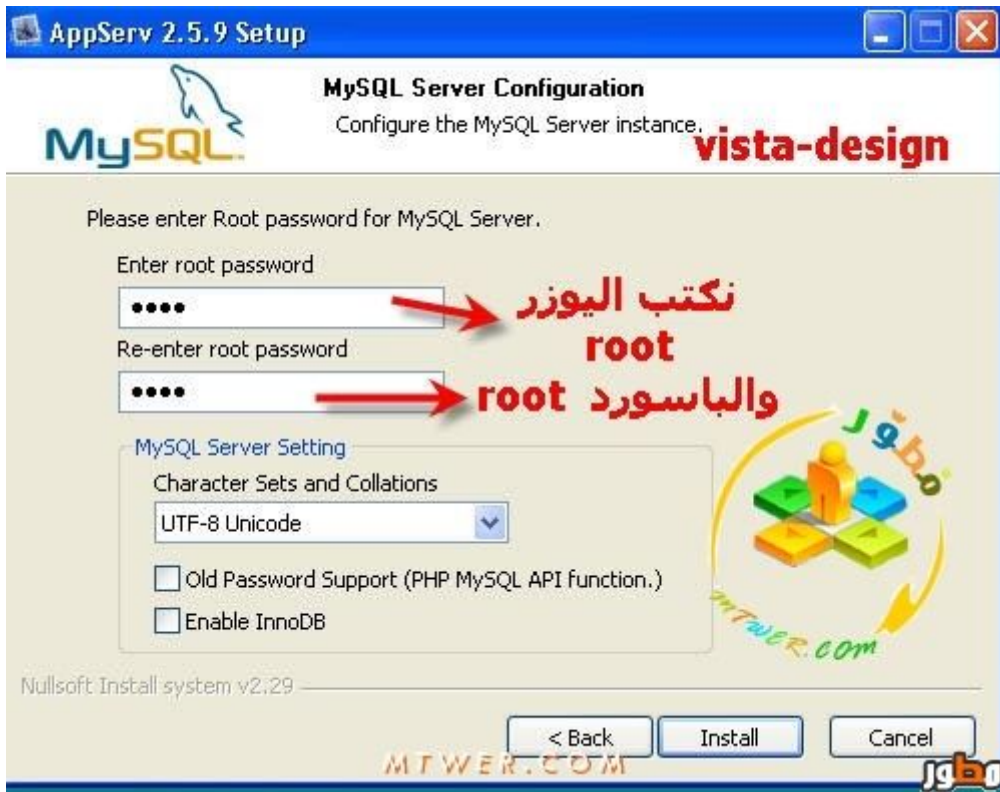 AppServ 2.5.9 Setup
MySQL Server Configuration
Configure the MySQL Server instance.
MySQL.
vista-design
Please enter Root password for MySQL Server.
Enter root password
••••
نكتب اليوزر
root
Re-enter root password
••••
والباسورد root
MySQL Server Setting
Character Sets and Collations
UTF-8 Unicode
Old Password Support (PHP MySQL API function.)
Enable InnoDB
مطوّر
mTWER.COM
Nullsoft Install system v2.29
< Back
Install
Cancel
MTWER.COM
مطور